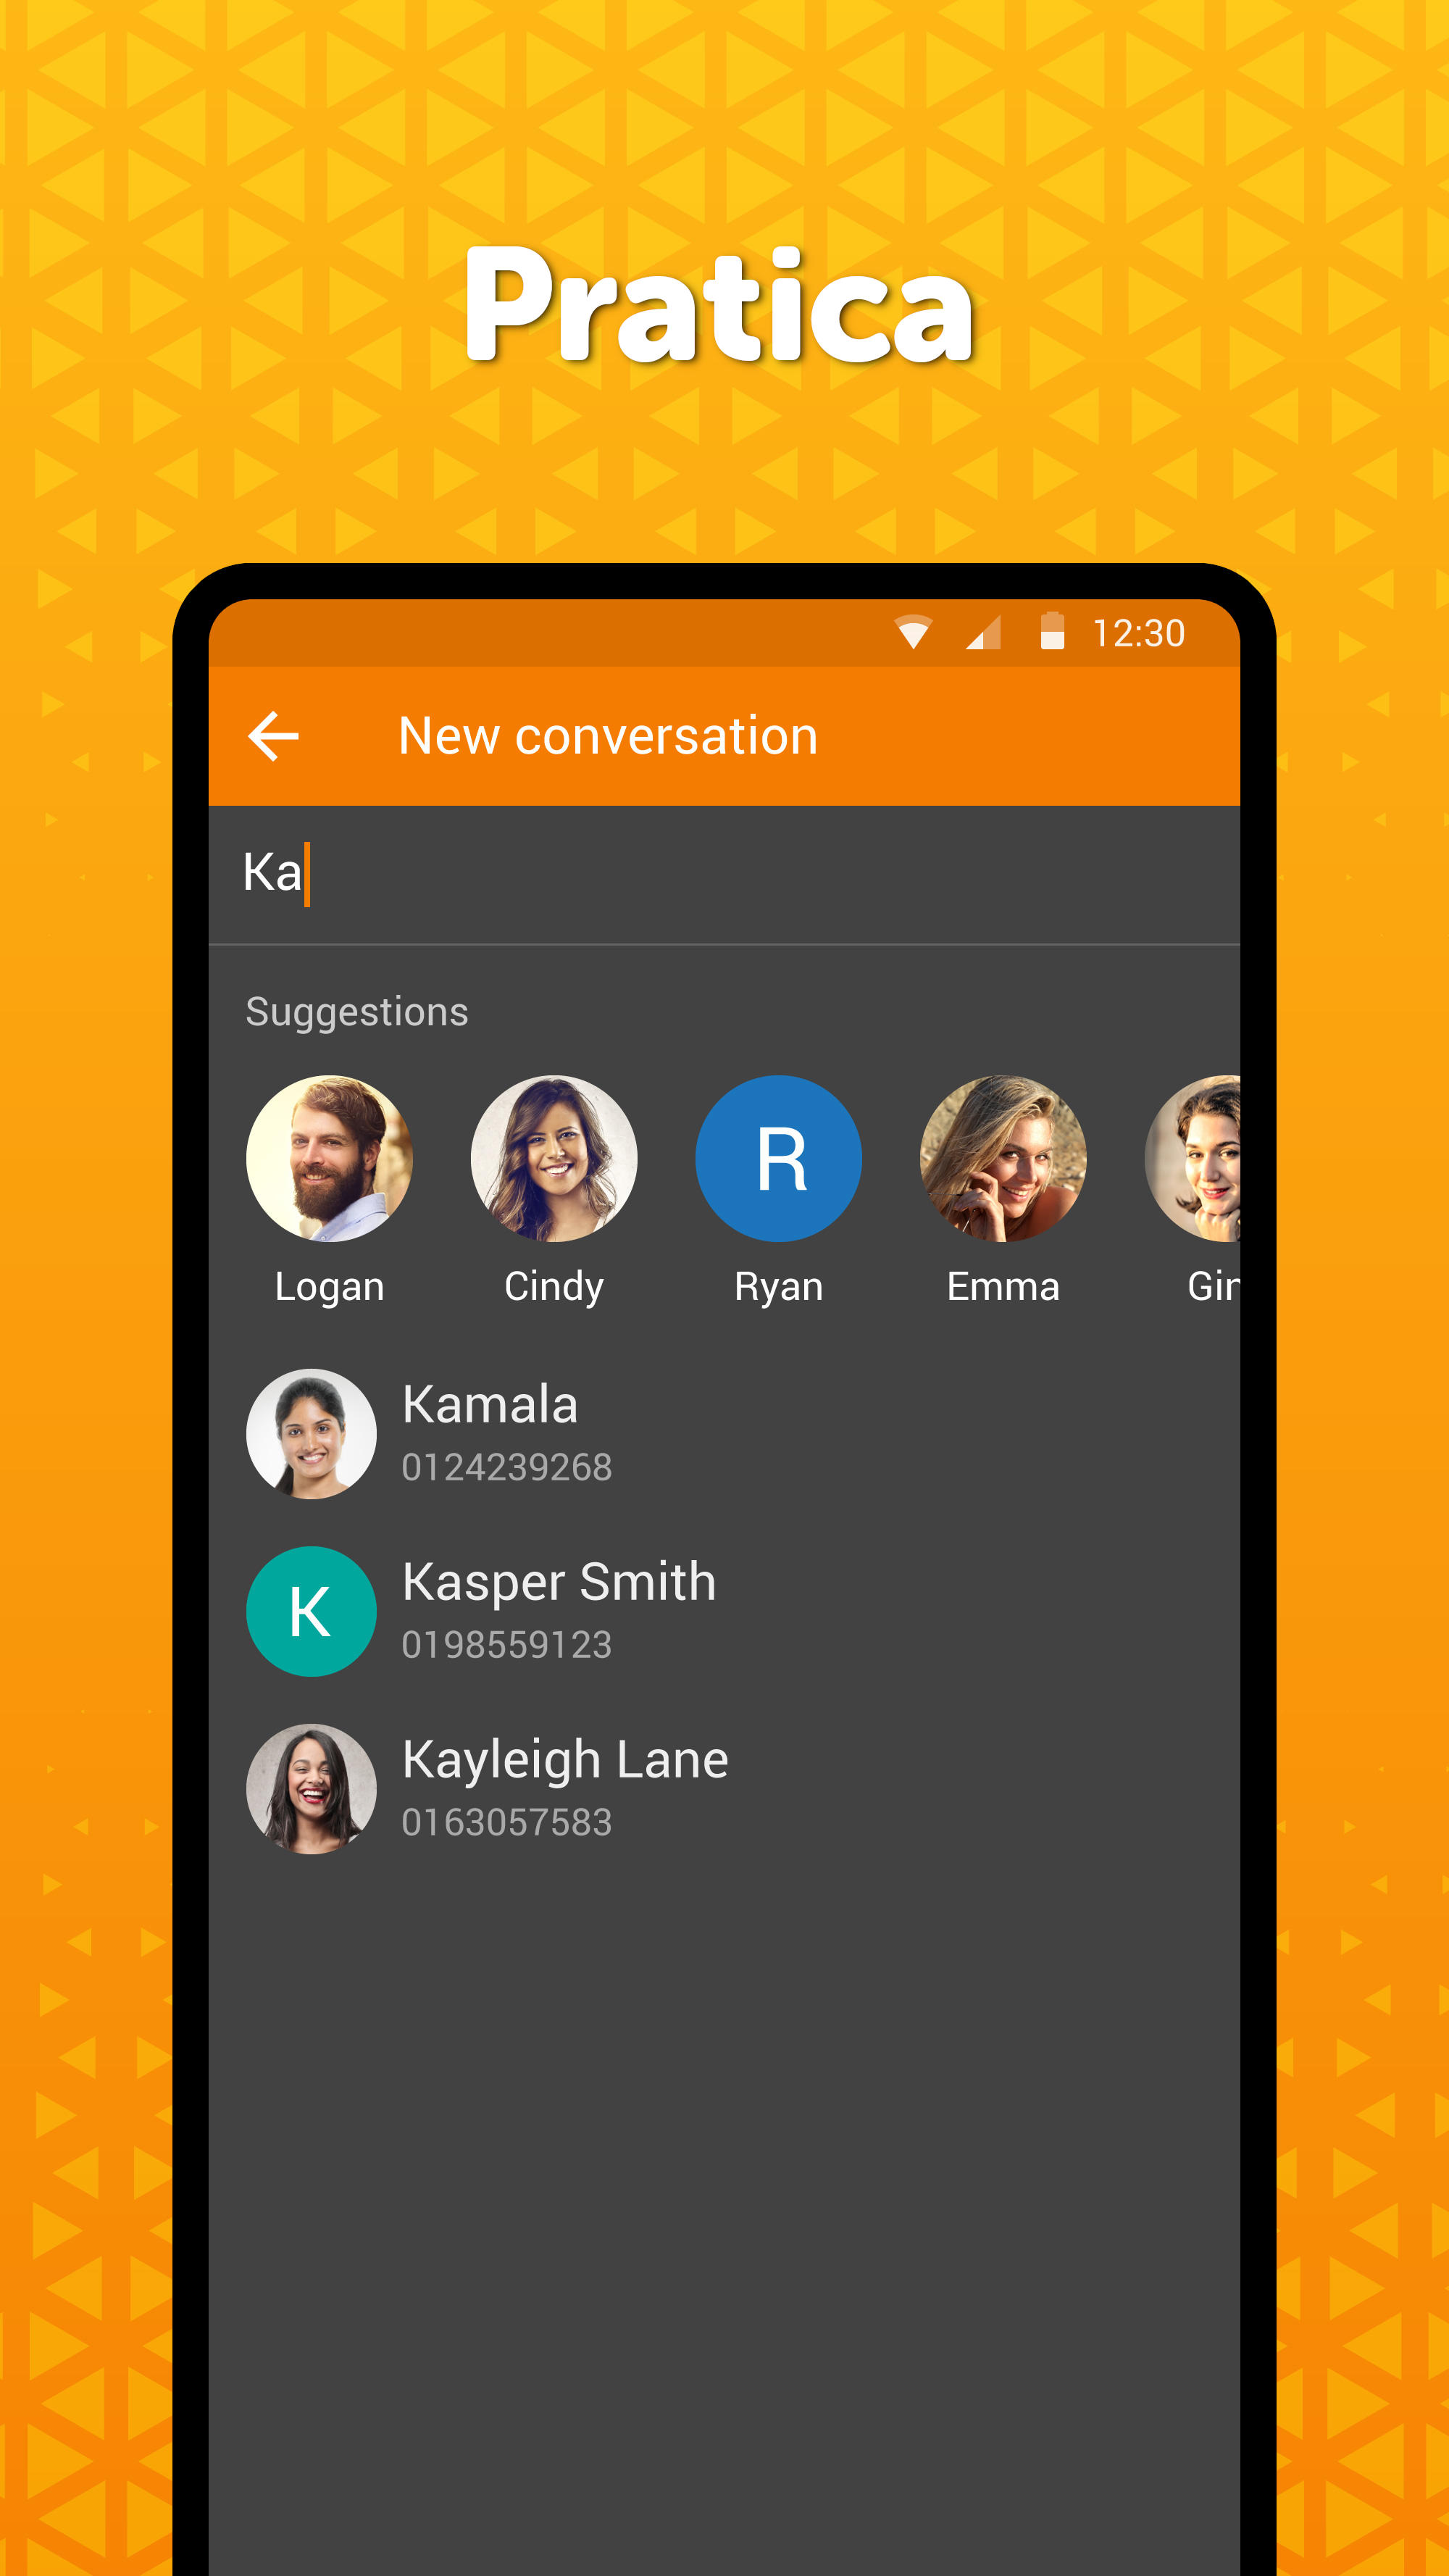 Pratica
12:30
New conversation
Ka
Suggestions
R
Logan
Cindy
Ryan
Emma
Gin
Kamala
0124239268
K
Kasper Smith
0198559123
Kayleigh Lane
0163057583